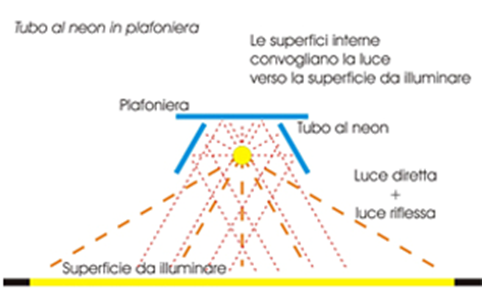 Tubo al neon in plafoniera
Le superfici interne
convogliano la luce
verso la superficie da illuminare
Plafoniera
Tubo al neon
Luce diretta
+
luce riflessa
Superficie da illuminare